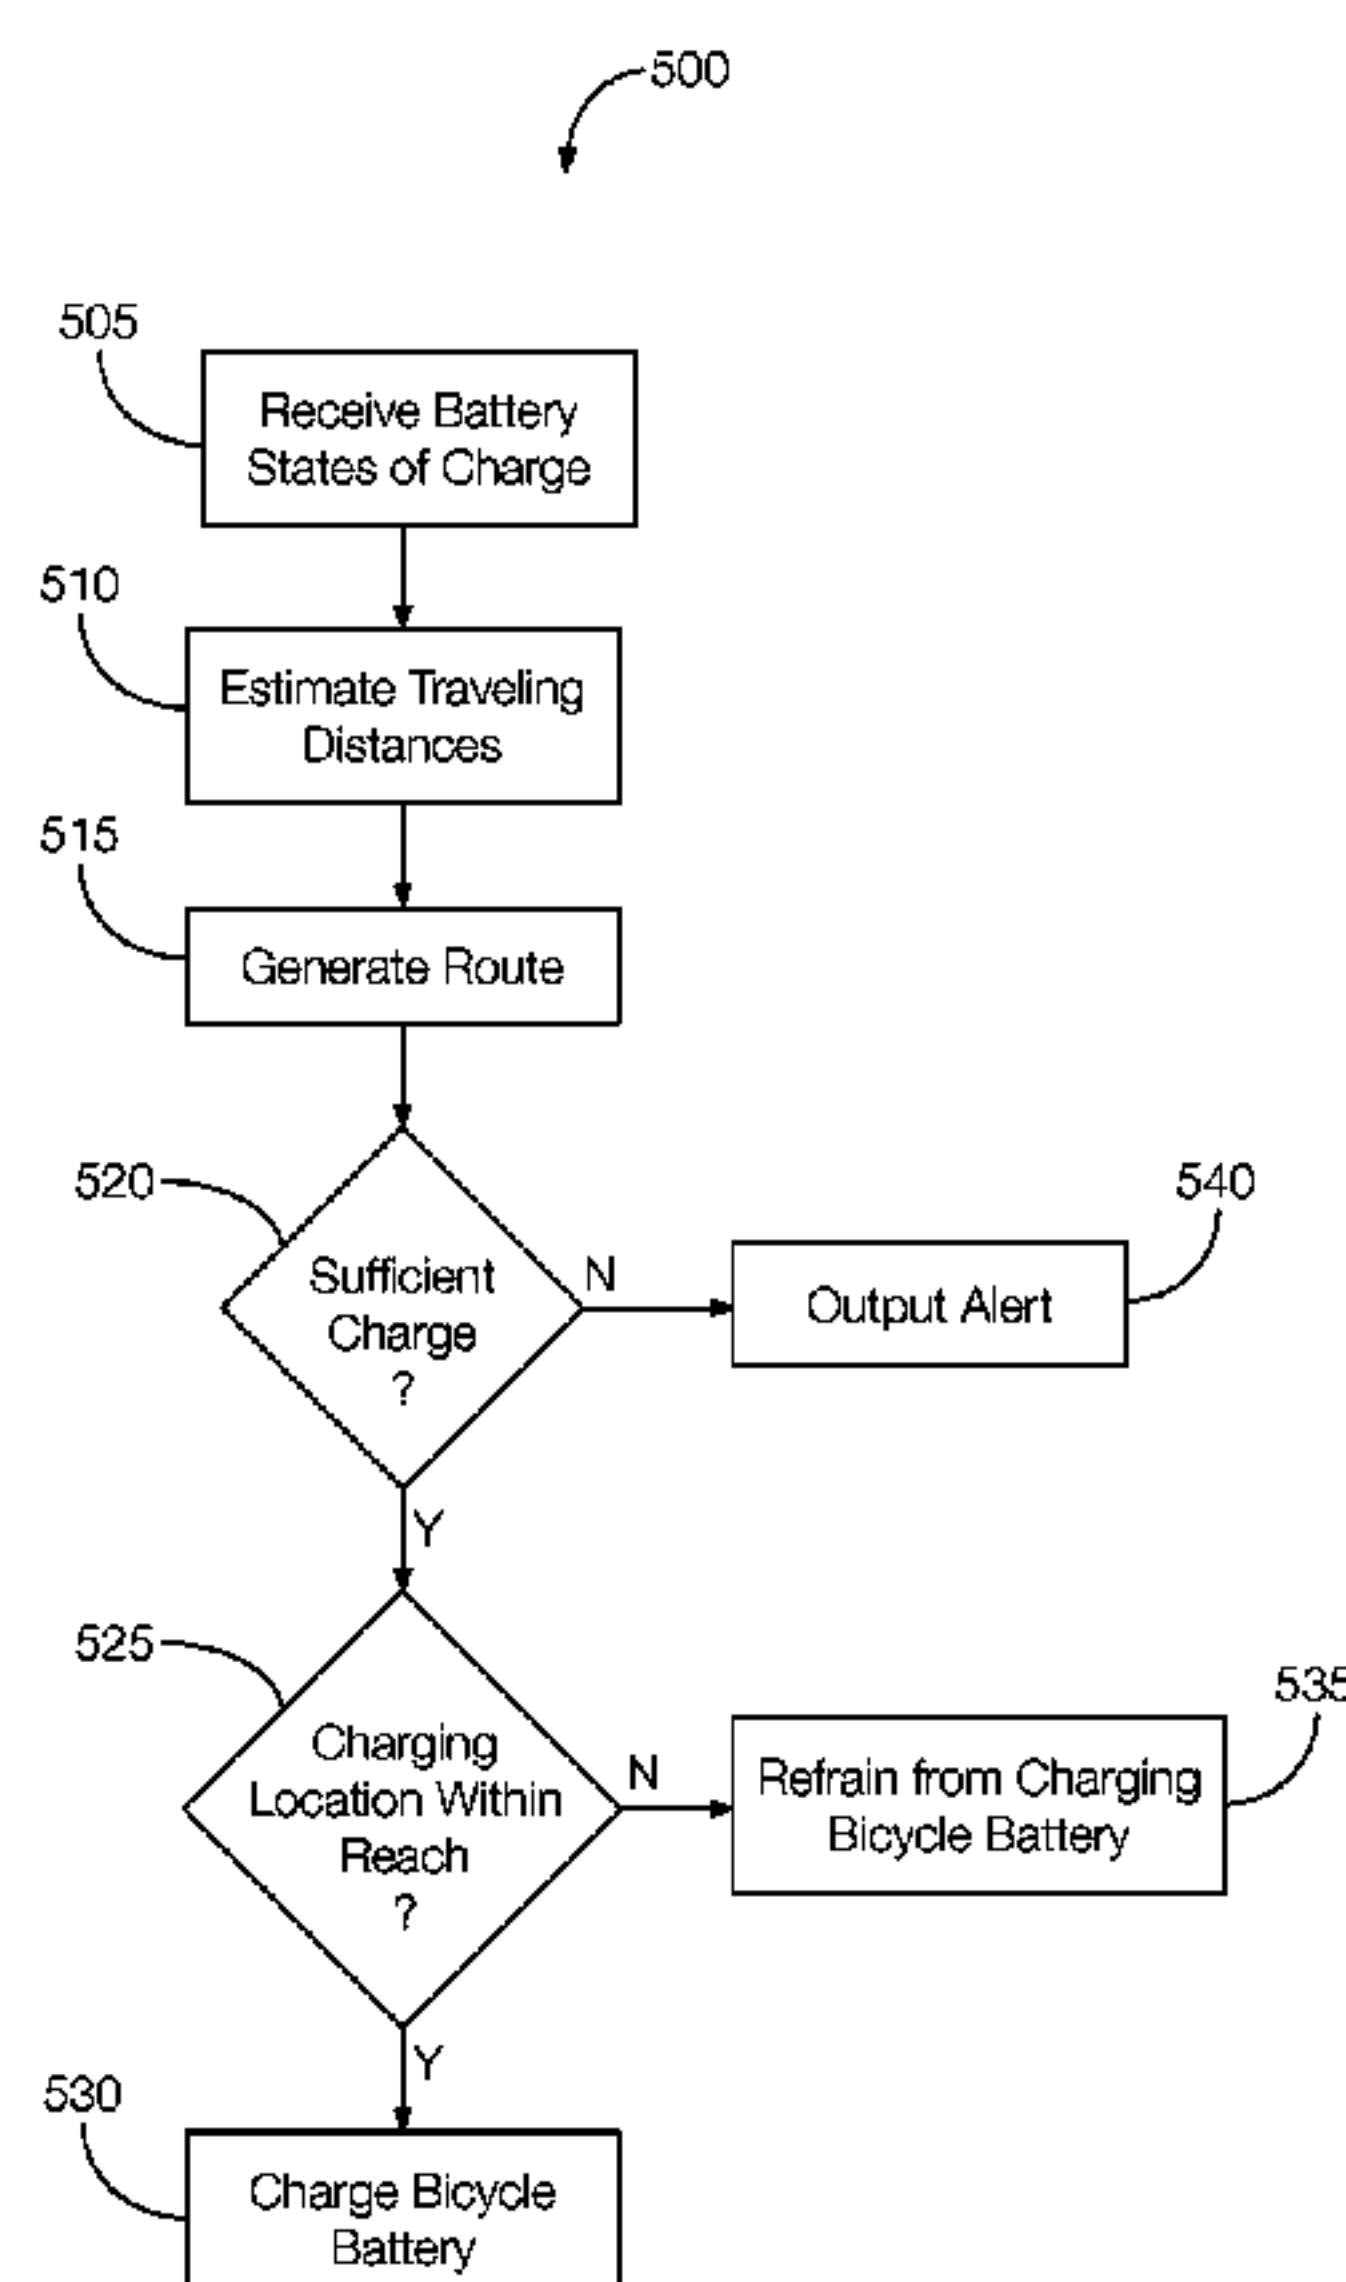 500
505
Receive Battery
States of Charge
510
Estimate Traveling
Distances
515
Generate Route
520
Sufficient
Charge
?
N
540
Output Alert
Y
525
Charging
Location Within
Reach
?
N
535
Refrain from Charging
Bicycle Battery
Y
530
Charge Bicycle
Battery